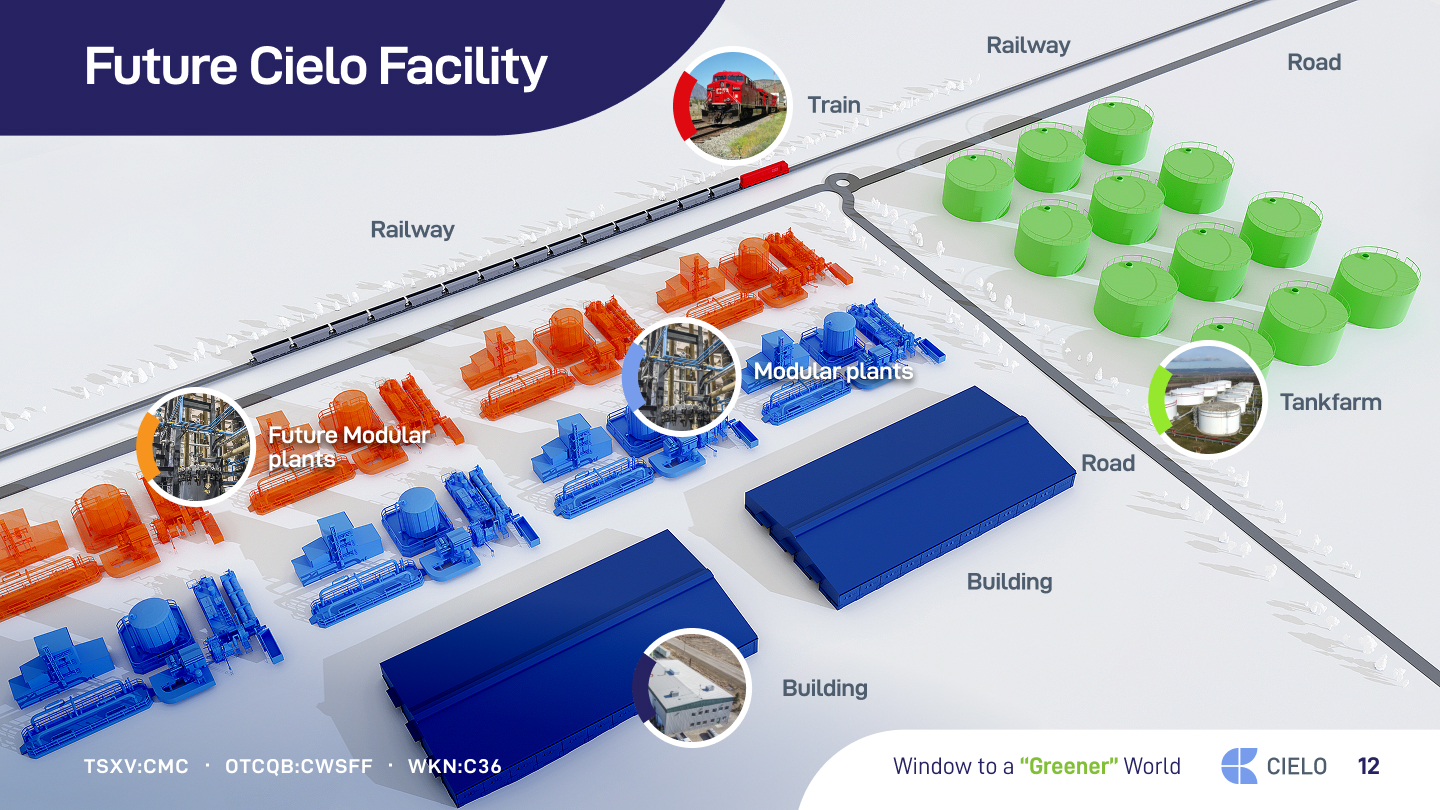 Future Cielo Facility
Railway
Road
Train
Railway
Modular plants
Tankfarm
Future Modular
plants
Road
Building
Building
TSXV:CMC · OTCQB:CWSFF · WKN:C36
Window to a “Greener” World
CIELO
12